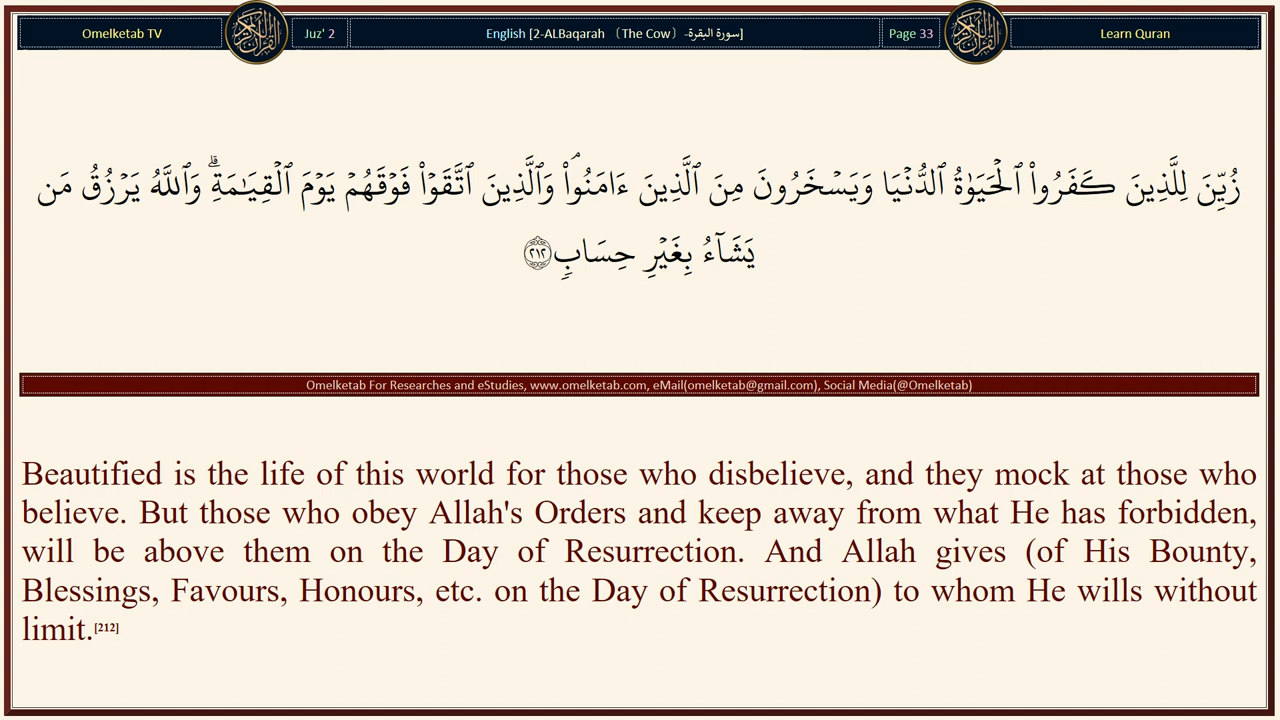 Omelketab TV
Juz' 2
English [2-ALBaqarah （The Cow）-سورة البقرة]
Page 33
Learn Quran
زُيِّنَ لِلَّذِينَ كَفَرُواْ ٱلۡحَيَوٰةُ ٱلدُّنۡيَا وَيَسۡخَرُونَ مِنَ ٱلَّذِينَ ءَامَنُواْۘ وَٱلَّذِينَ ٱتَّقَوۡاْ فَوۡقَهُمۡ يَوۡمَ ٱلۡقِيَٰمَةِۗ وَٱللَّهُ يَرۡزُقُ مَن
يَشَآءُ بِغَيۡرِ حِسَابٖ ٢١٢
Omelketab For Researches and eStudies, www.omelketab.com, eMail(omelketab@gmail.com), Social Media(@Omelketab)
Beautified is the life of this world for those who disbelieve, and they mock at those who
believe. But those who obey Allah's Orders and keep away from what He has forbidden,
will be above them on the Day of Resurrection. And Allah gives (of His Bounty,
Blessings, Favours, Honours, etc. on the Day of Resurrection) to whom He wills without
limit.[212]